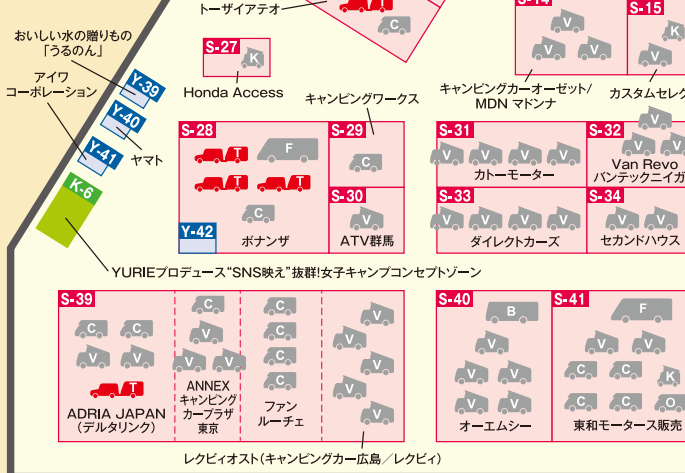 トーザイアテオ
C
S-14
V
V
V
S-15
K
V
おいしい水の贈りもの
「うるのん」
アイワ
コーポレーション
S-27
K
Honda Access
キャンピングワークス
キャンピングカーオーゼット/
MDN マドンナ
カスタムセレク
Y-39
Y-40
Y-41
ヤマト
K-6
S-28
T
F
T
T
C
Y-42
ボナンザ
S-29
C
S-30
V
ATV群馬
S-31
V
V
V
V
カトーモーター
S-32
V
V
V
Van Revo
バンテックニイガ
S-33
V
V
V
V
ダイレクトカーズ
S-34
V
V
セカンドハウス
YURIEプロデュース“SNS映え”抜群!女子キャンプコンセプトゾーン
S-39
C
C
V
V
T
ADRIA JAPAN
(デルタリンク)
C
V
V
V
ANNEX
キャンピング
カープラザ
東京
C
C
C
C
ファン
ルーチェ
V
V
V
V
V
レクビィオスト(キャンピングカー広島/レクビィ)
S-40
B
V
V
V
V
V
オーエムシー
S-41
F
V
V
C
C
K
C
C
O
東和モータース販売